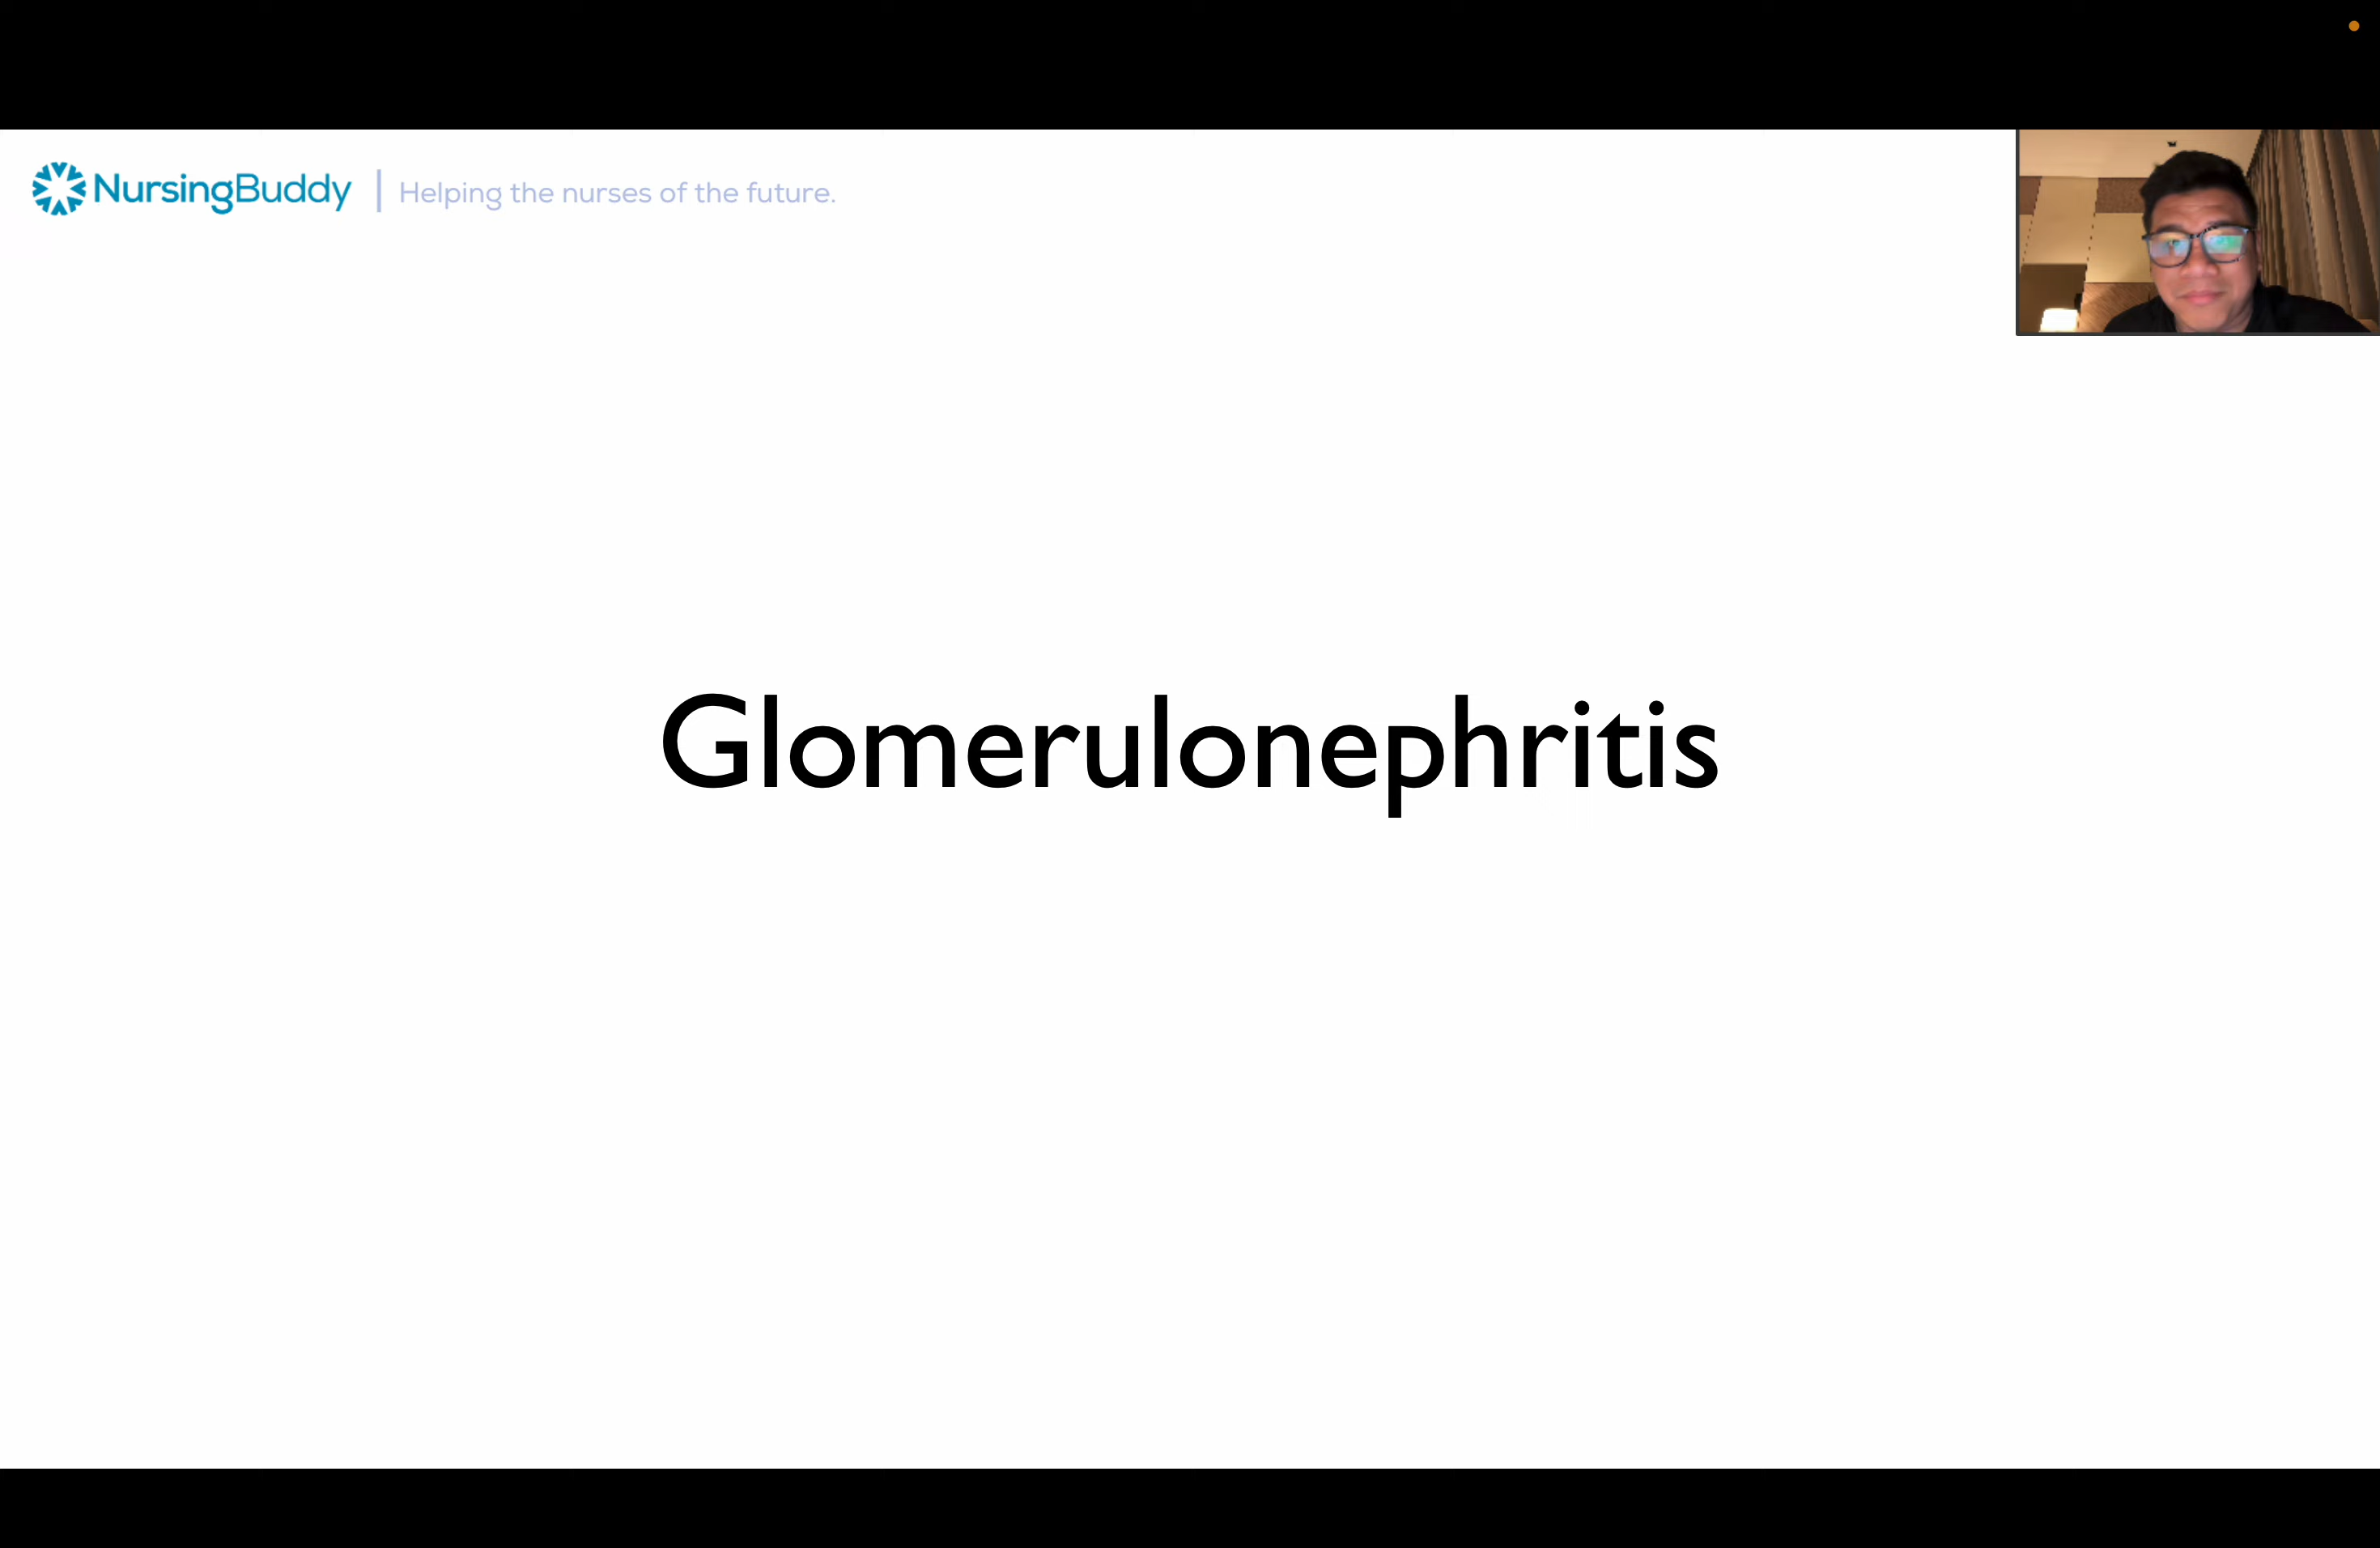 NursingBuddy | Helping the nurses of the future.
Glomerulonephritis